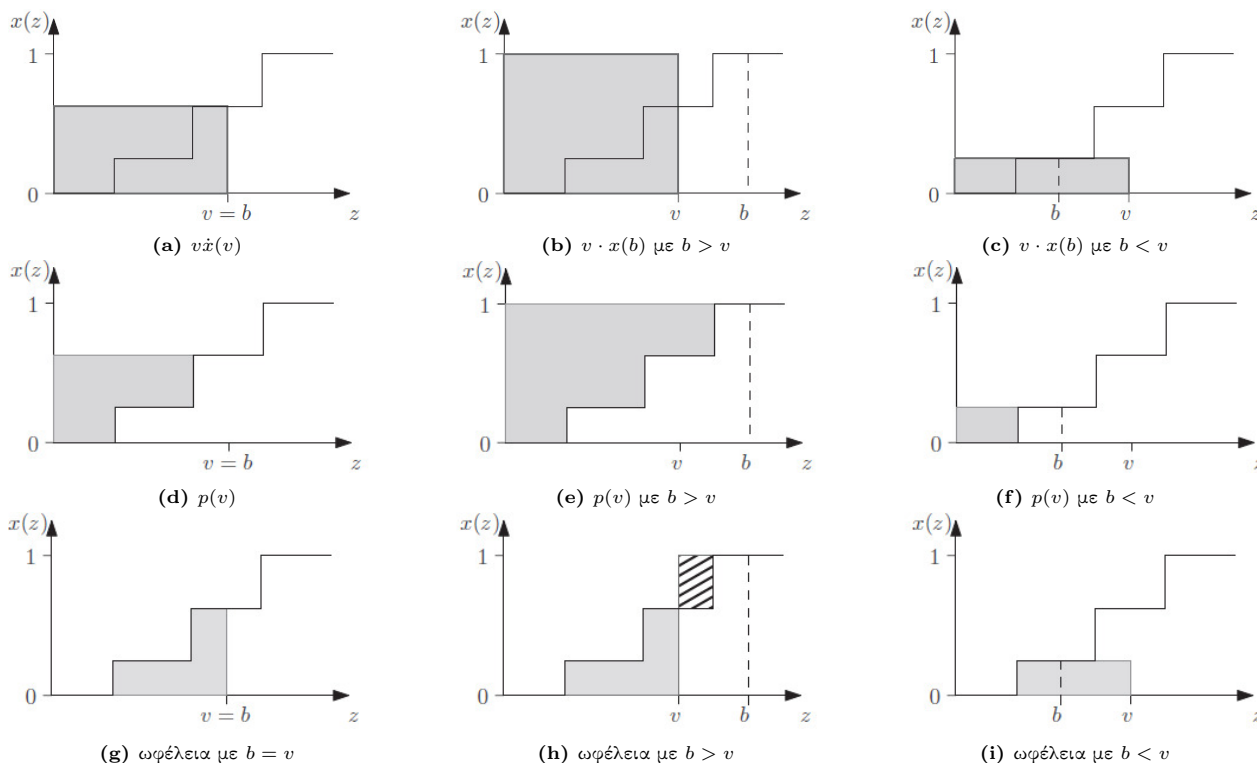 x(z) x(z) x(z)
1 1 1
0 0 0
v = b z v b z b v z
(a) vẋ(v) (b) v · x(b) με b > v (c) v · x(b) με b < v
x(z) x(z) x(z)
1 1 1
0 0 0
v = b z v b z b v z
(d) p(v) (e) p(v) με b > v (f) p(v) με b < v
x(z) x(z) x(z)
1 1 1
0 0 0
v = b z v b z b v z
(g) ωφέλεια με b = v (h) ωφέλεια με b > v (i) ωφέλεια με b < v